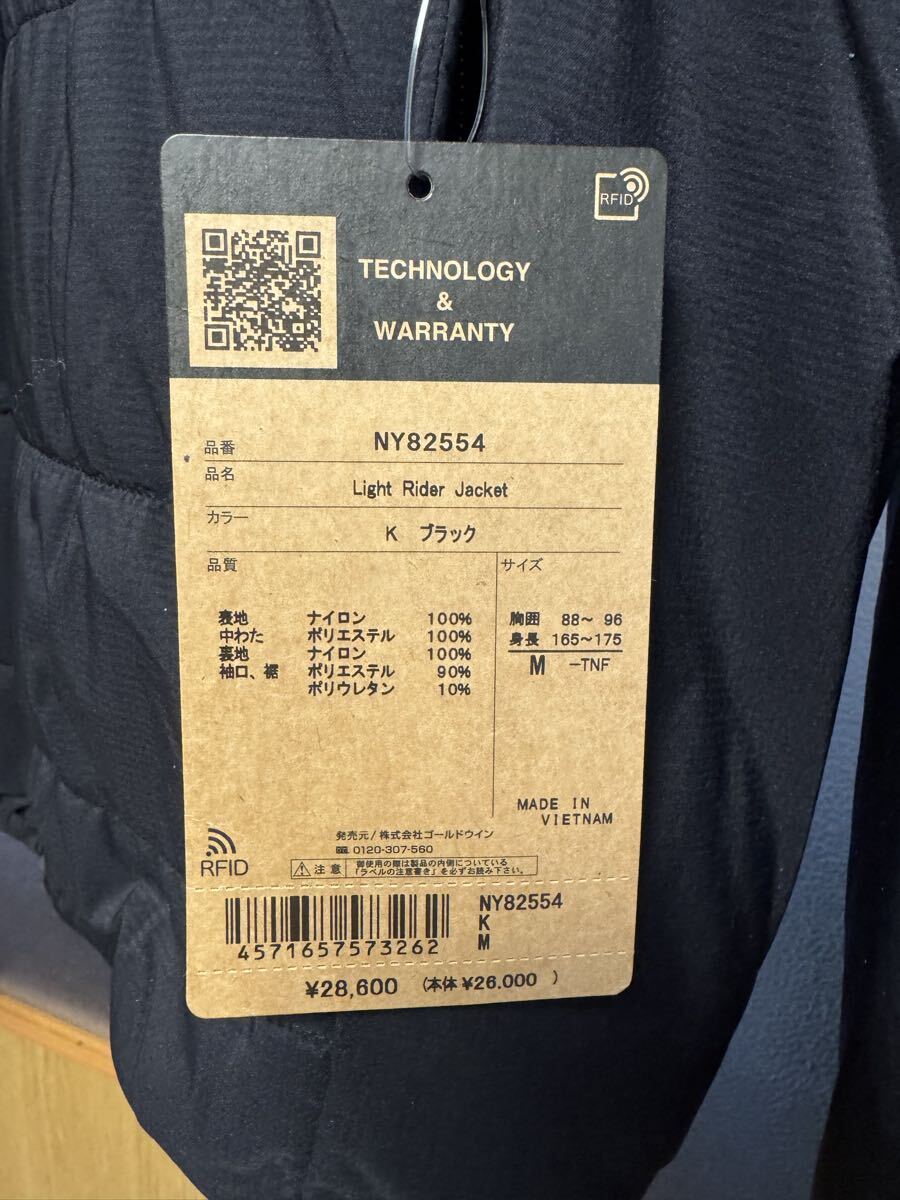 RFID
TECHNOLOGY
&
WARRANTY
品番 NY82554
品名
Light Rider Jacket
カラー
K ブラック
品質
表地 ナイロン 100%
中わた ポリエステル 100%
裏地 ナイロン 100%
袖口、裾 ポリエステル 90%
ポリウレタン 10%
サイズ
胸囲 88～ 96
身長 165～175
M -TNF
MADE IN
VIETNAM
RFID
発売元/株式会社ゴールドウイン
0120-307-560
注意
御使用の際は製品の内側についている
「ラベルの注意書き」を必ずお読み下さい。
4571657573262
NY82554
K
M
¥28,600 (本体¥26,000 )